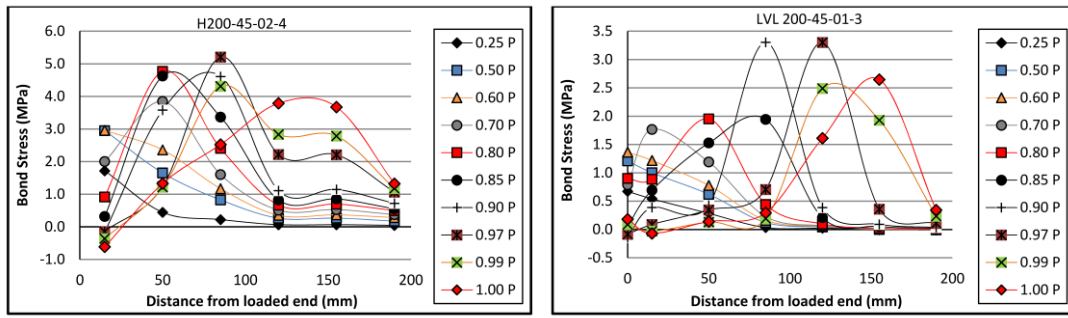 H200-45-02-4
6.0
5.0
4.0
3.0
2.0
1.0
0.0
-1.0
Bond Stress (MPa)
0 50 100 150 200
Distance from loaded end (mm)
0.25 P
0.50 P
0.60 P
0.70 P
0.80 P
0.85 P
0.90 P
0.97 P
0.99 P
1.00 P
LVL 200-45-01-3
3.5
3.0
2.5
2.0
1.5
1.0
0.5
0.0
-0.5
Bond Stress (MPa)
0 50 100 150 200
Distance from loaded end (mm)
0.25 P
0.50 P
0.60 P
0.70 P
0.80 P
0.85 P
0.90 P
0.97 P
0.99 P
1.00 P